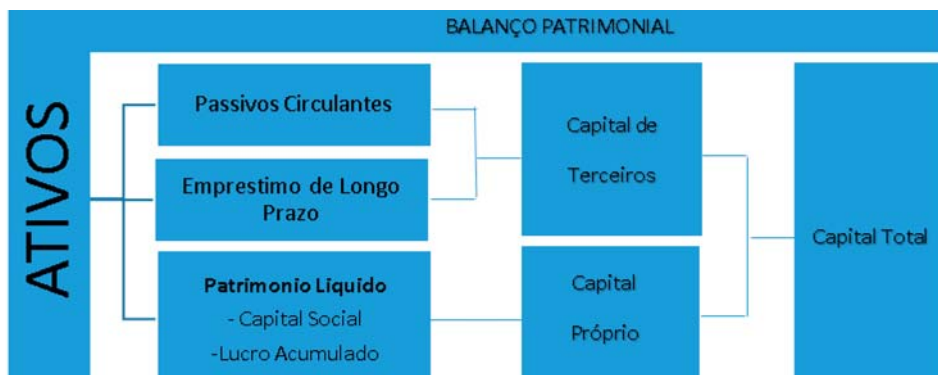 BALANÇO PATRIMONIAL
ATIVOS
Passivos Circulantes
Emprestimo de Longo
Prazo
Patrimonio Liquido
- Capital Social
-Lucro Acumulado
Capital de
Terceiros
Capital
Próprio
Capital Total